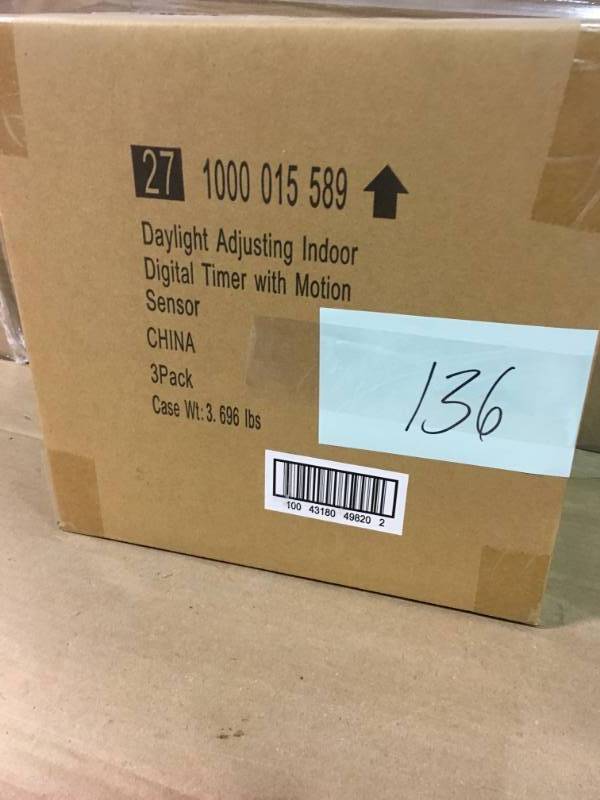 27 1000 015 589
Daylight Adjusting Indoor
Digital Timer with Motion
Sensor
CHINA
3Pack
Case Wt: 3. 696 lbs
136
100 43180 49820 2